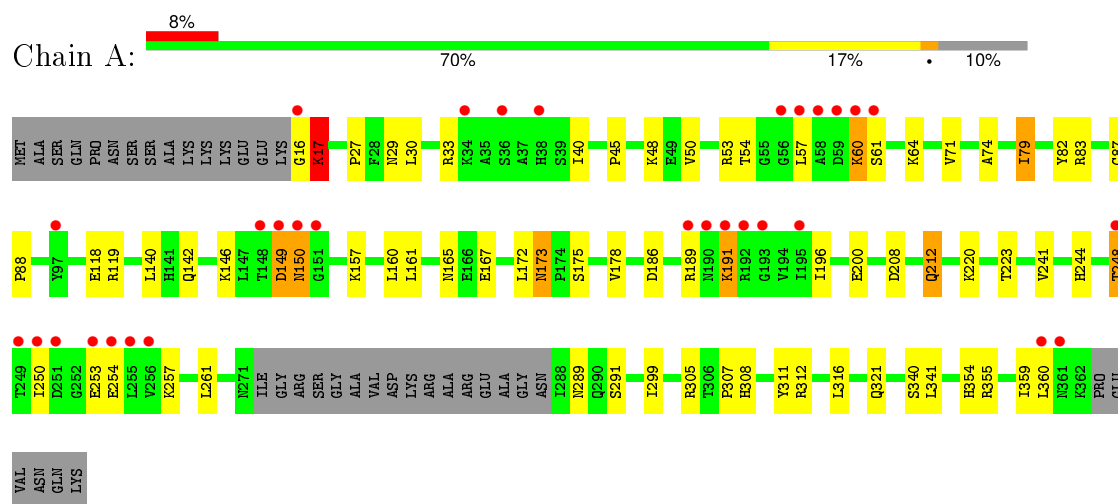 8%
Chain A:
70% 17% • 10%
MET ALA SER GLN PRO ASN SER SER ALA LYS LYS LYS GLU GLU LYS G16 K17 P27 F28 N29 L30 R33 K34 A35 S36 A37 H38 S39 I40 P45 K48 E49 V50 R53 T54 G55 G56 L57 A58 D59 K60 S61 K64 V71 A74 I79 Y82 R83 G87
P88 Y97 E118 R119 L140 H141 Q142 K146 L147 T148 D149 N150 G151 K157 L160 L161 N165 E166 E167 L172 N173 P174 S175 V178 D186 R189 N190 K191 R192 G193 V194 I195 I196 E200 D208 Q212 K220 T223 V241 H244 T248
T249 I250 D251 G252 E253 E254 L255 V256 K257 L261 N271 ILE GLY ARG SER GLY ALA VAL ASP LYS ARG ALA ARG GLU ALA GLY ASN I288 N289 Q290 S291 I299 R305 T306 P307 H308 Y311 R312 L316 Q321 S340 L341 H354 R355 I359 L360 N361 K362 PRO GLU
VAL ASN GLN LYS